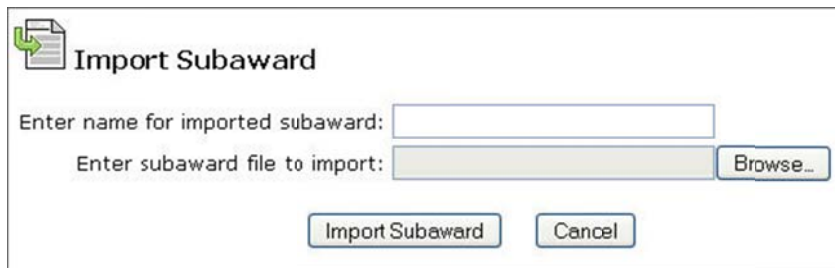 Import Subaward
Enter name for imported subaward:
Enter subaward file to import: Browse...
Import Subaward Cancel